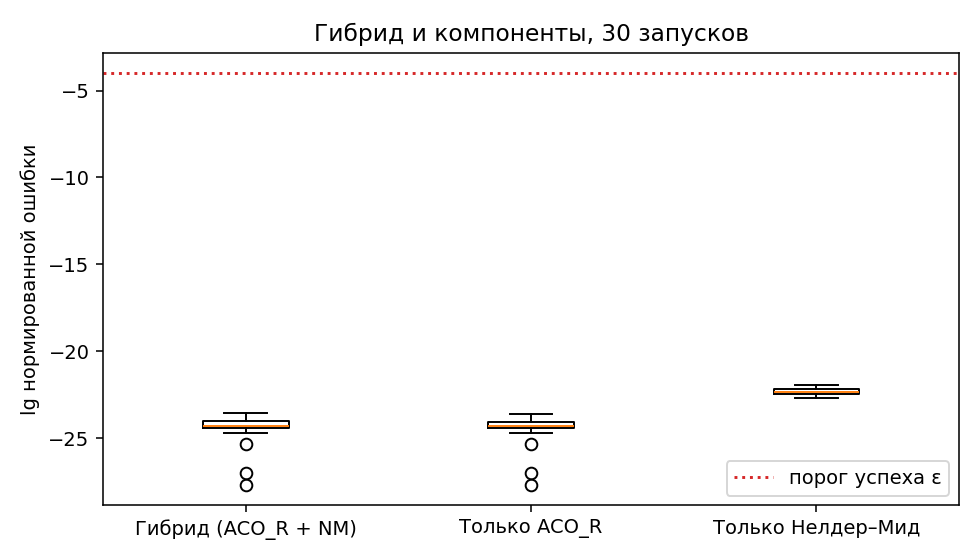 Гибрид и компоненты, 30 запусков
lg нормированной ошибки
−5
−10
−15
−20
−25
порог успеха ε
Гибрид (ACO_R + NM)
Только ACO_R
Только Нелдер–Мид